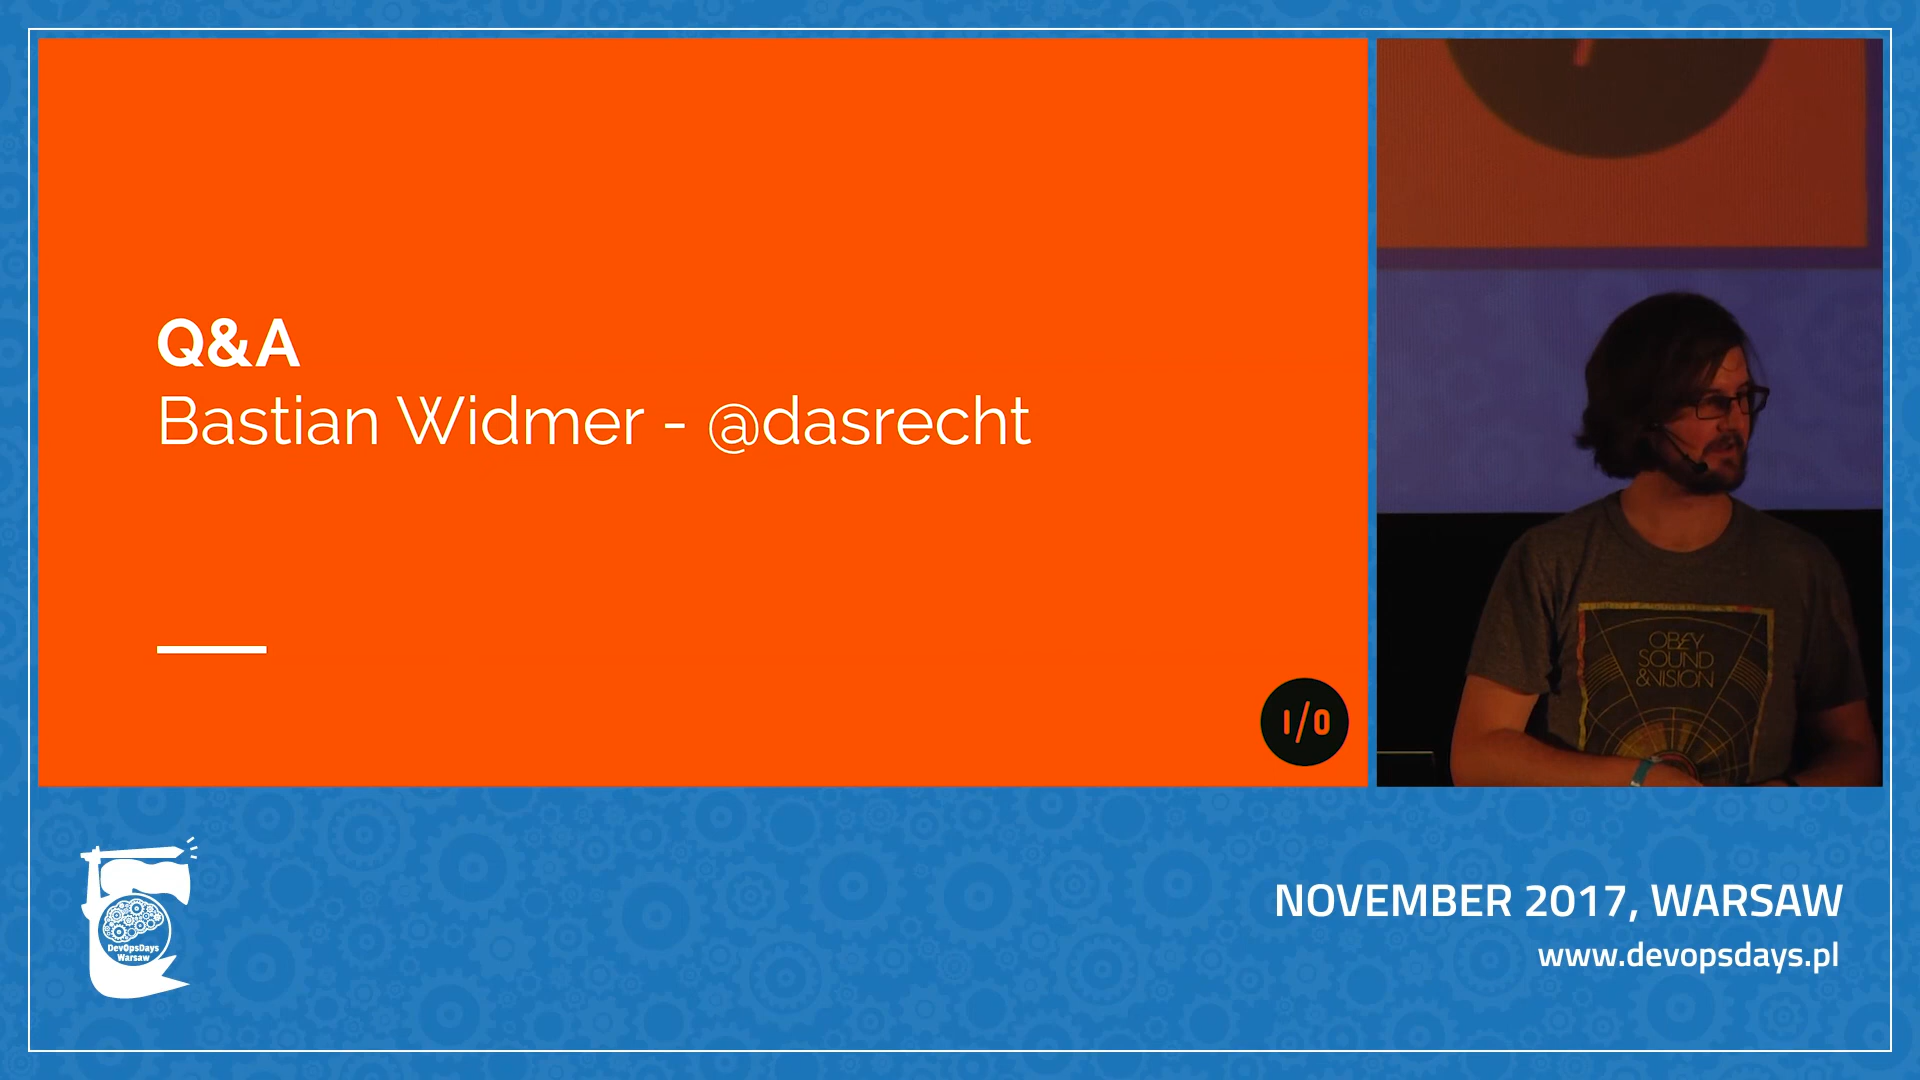 Q&A
Bastian Widmer - @dasrecht
I/O
OBEY
SOUND
&VISION
DevOpsDays
Warsaw
NOVEMBER 2017, WARSAW
www.devopsdays.pl